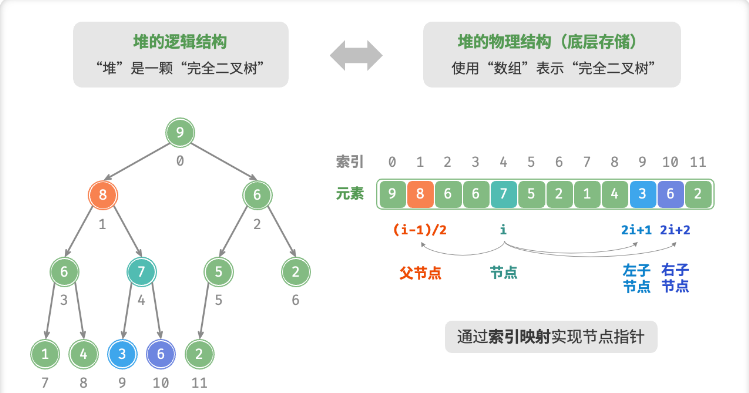 堆的逻辑结构
“堆”是一颗“完全二叉树”
堆的物理结构（底层存储）
使用“数组”表示“完全二叉树”
9
0
8
6
1
2
6
7
5
2
3
4
5
6
1
4
3
6
2
7
8
9
10
11
索引 0 1 2 3 4 5 6 7 8 9 10 11
元素 9 8 6 6 7 5 2 1 4 3 6 2
(i-1)/2 i 2i+1 2i+2
父节点 节点 左子节点 右子节点
通过索引映射实现节点指针